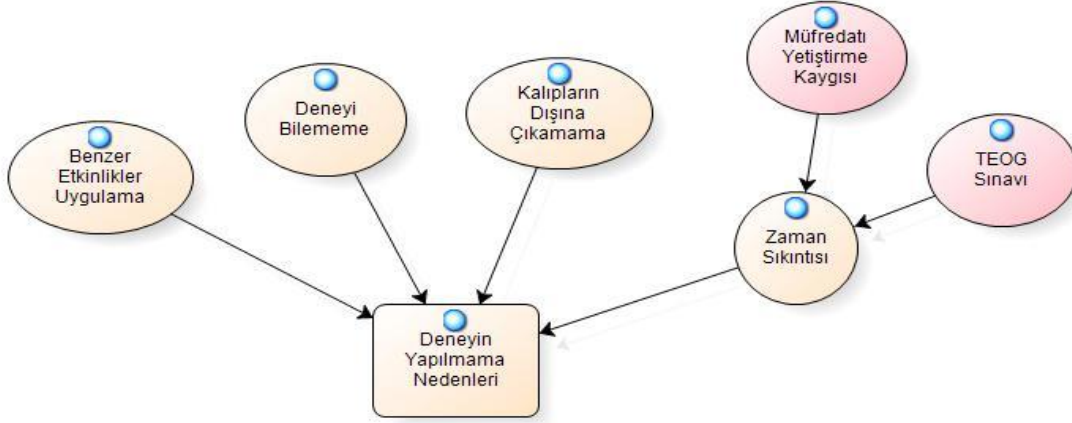 Müfredatı
Yetiştirme
Kaygısı
Kalıpların
Dışına
Çıkamama
Deneyi
Bilememe
Benzer
Etkinlikler
Uygulama
TEOG
Sınavı
Zaman
Sıkıntısı
Deneyin
Yapılmama
Nedenleri